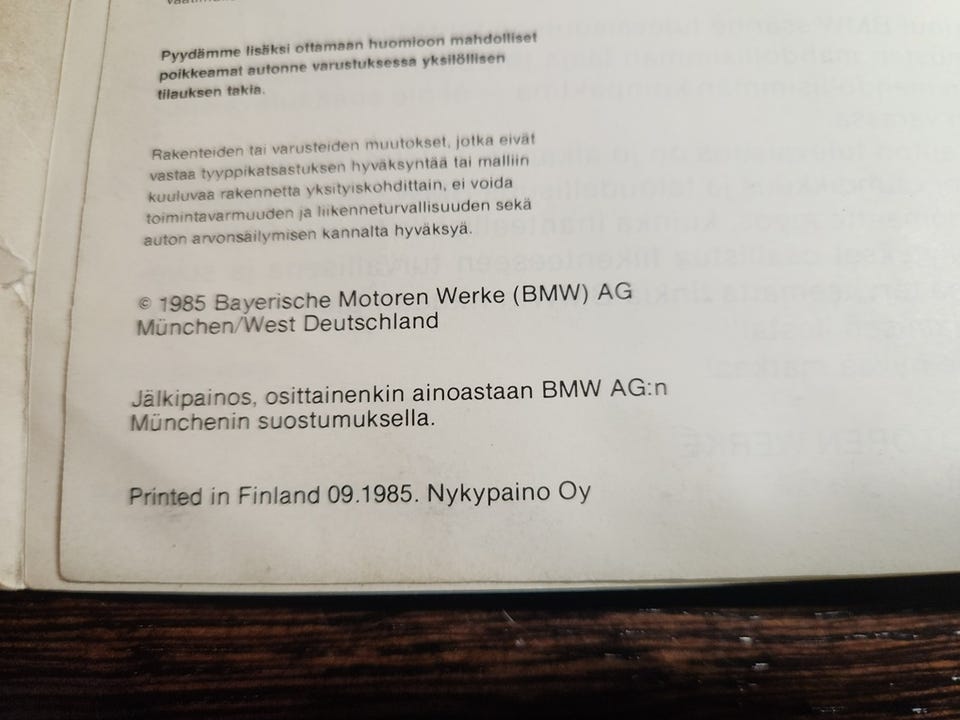 Pyydämme lisäksi ottamaan huomioon mahdolliset
poikkeamat autonne varustuksessa yksilöllisen
tilauksen takia.
Rakenteiden tai varusteiden muutokset, jotka eivät
vastaa tyyppikatsastuksen hyväksyntää tai malliin
kuuluvaa rakennetta yksityiskohdittain, ei voida
toimintavarmuuden ja liikenneturvallisuuden sekä
auton arvonsäilymisen kannalta hyväksyä.
© 1985 Bayerische Motoren Werke (BMW) AG
München/West Deutschland
Jälkipainos, osittainenkin ainoastaan BMW AG:n
Münchenin suostumuksella.
Printed in Finland 09.1985. Nykypaino Oy